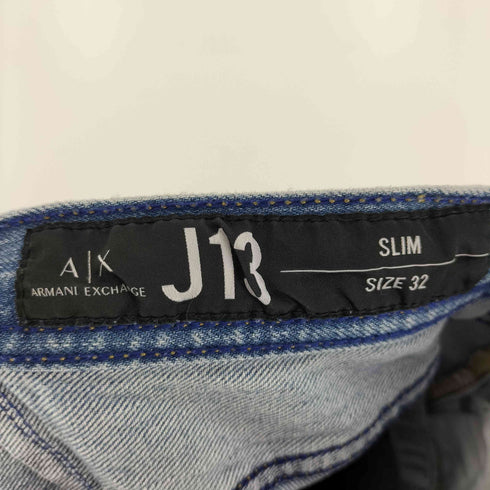 A|X
ARMANI EXCHANGE
J13
SLIM
SIZE 32